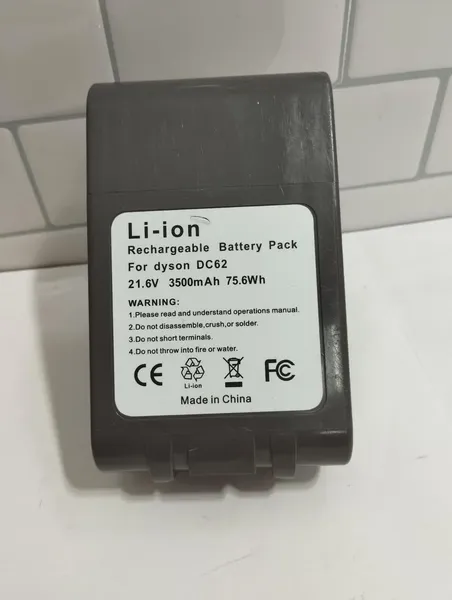 Li-ion
Rechargeable Battery Pack
For dyson DC62
21.6V 3500mAh 75.6Wh
WARNING:
1.Please read and understand operations manual.
2.Do not disassemble,crush,or solder.
3.Do not short terminals.
4.Do not throw into fire or water.
CE
Li-ion
FC
Made in China